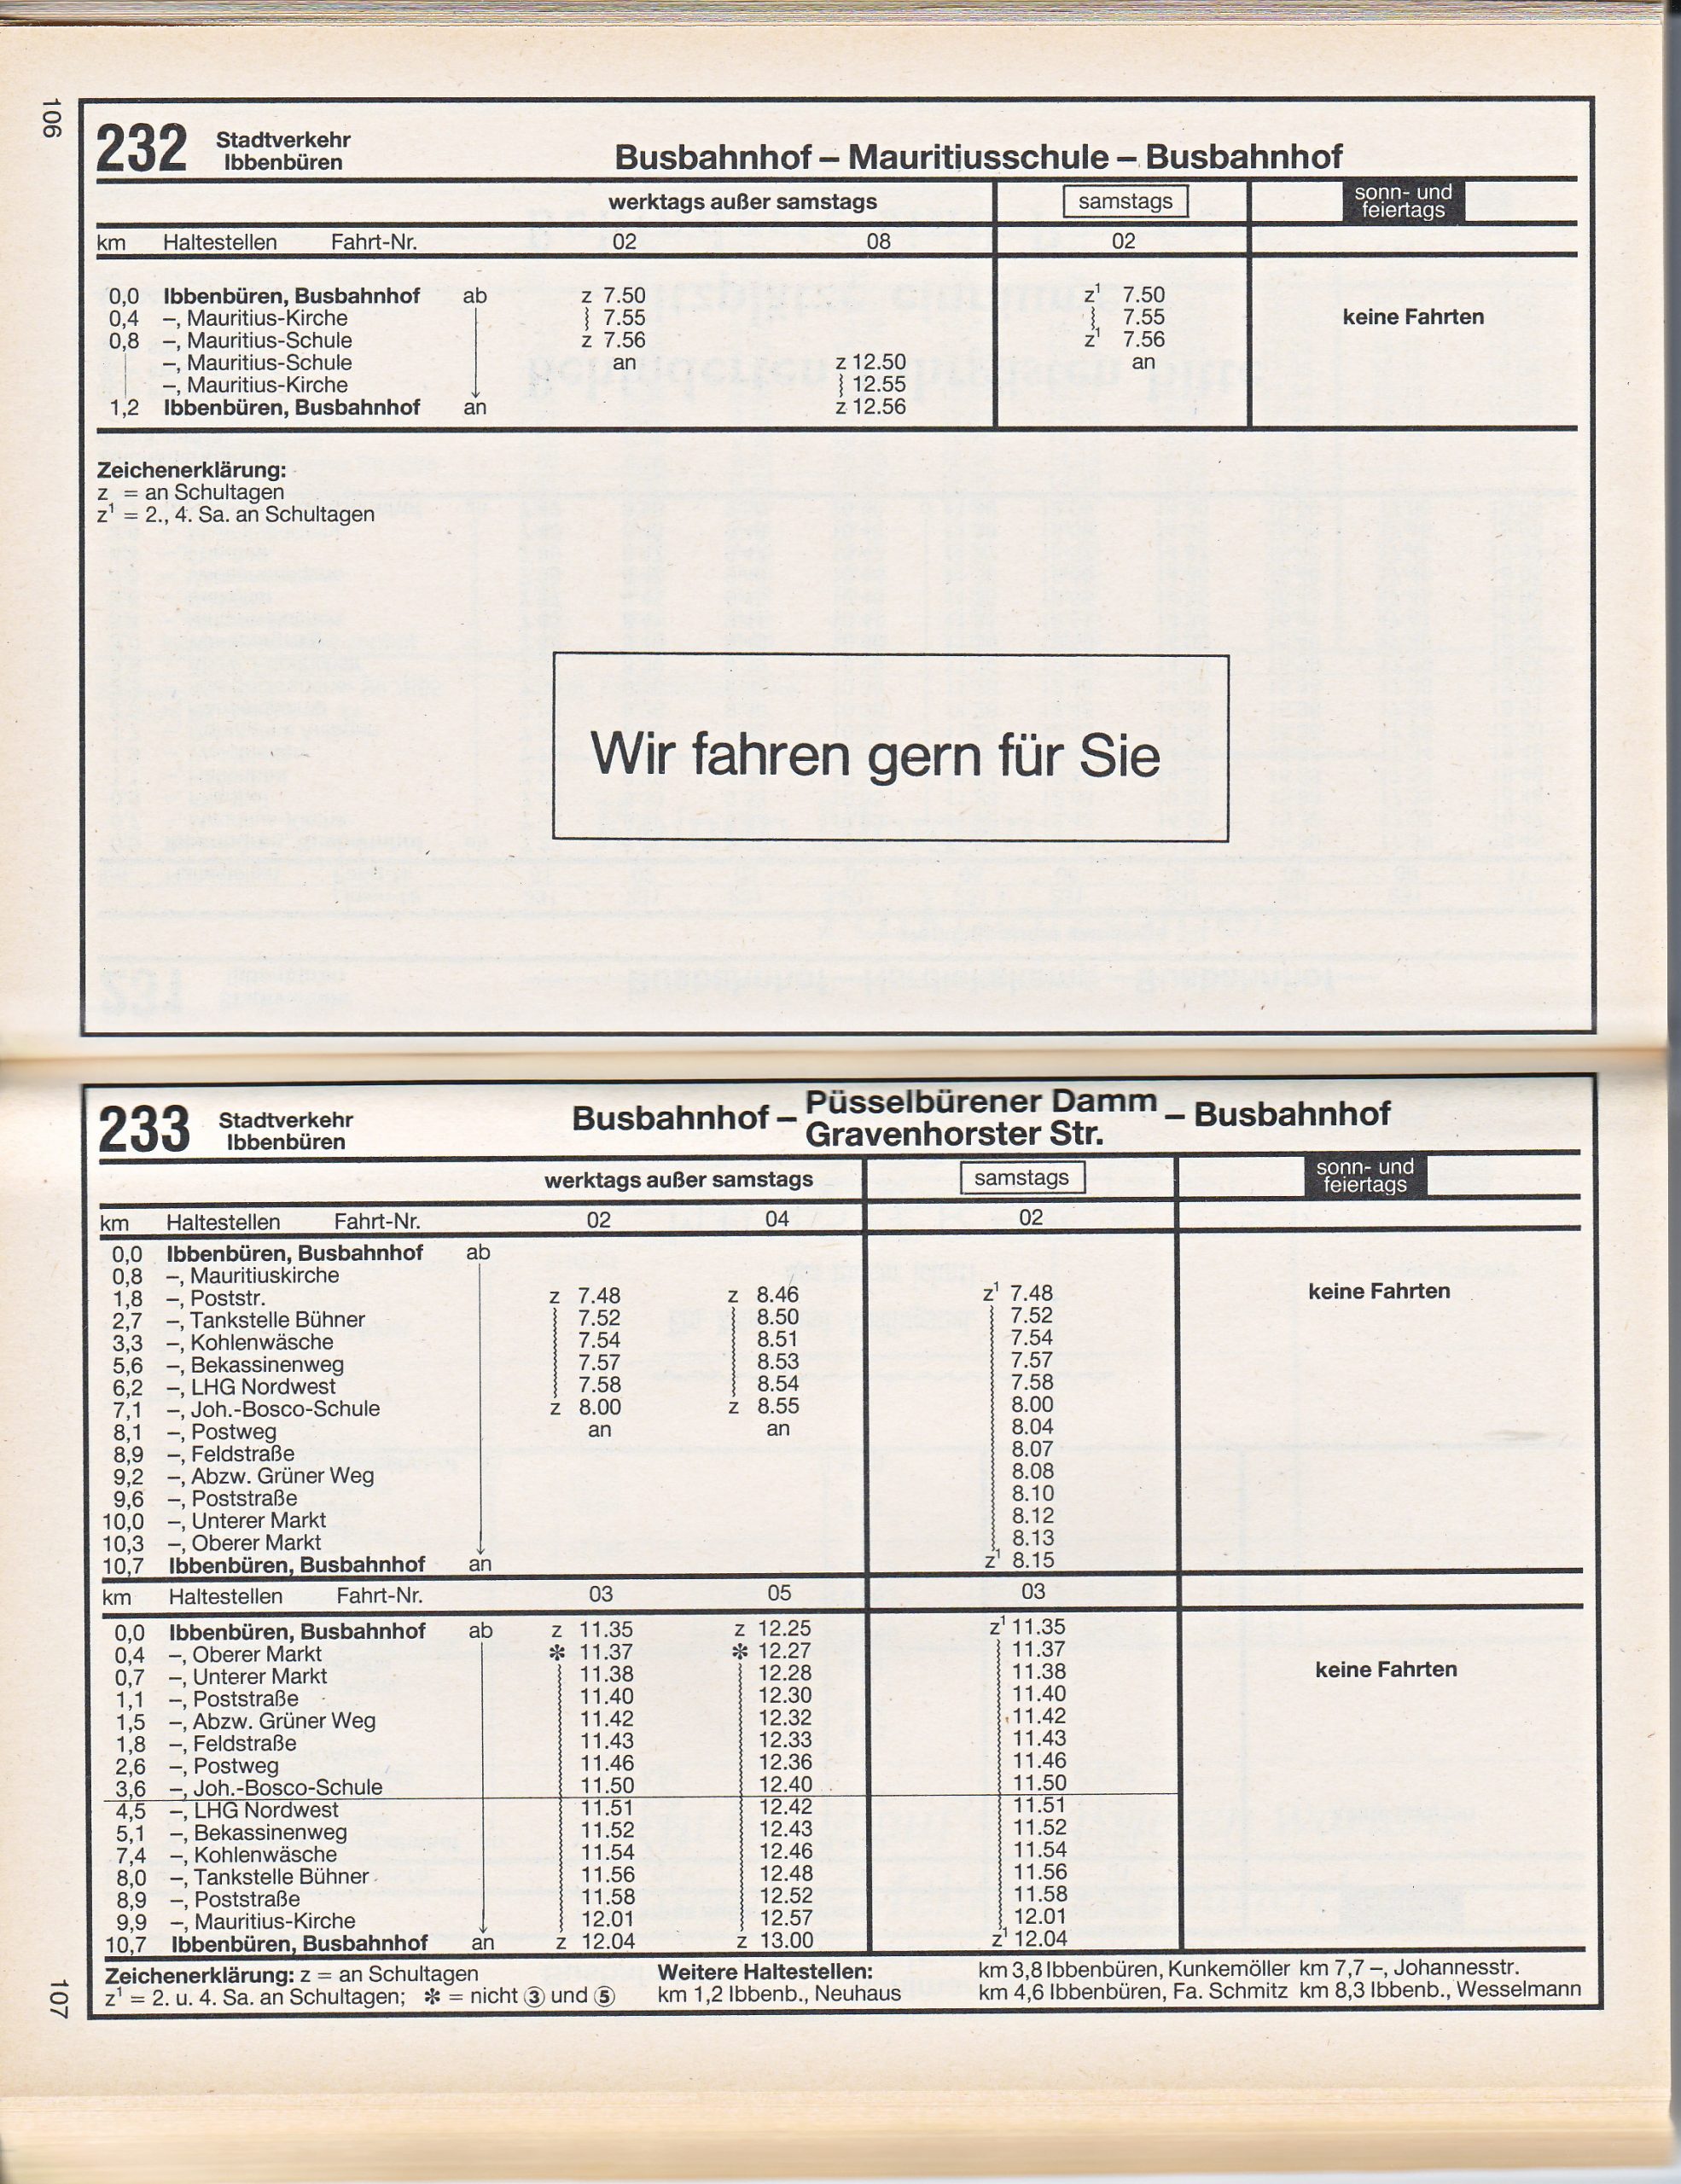 106
232 Stadtverkehr Ibbenbüren Busbahnhof – Mauritiusschule – Busbahnhof
werktags außer samstags samstags sonn- und feiertags
km Haltestellen Fahrt-Nr. 02 08 02
0,0 Ibbenbüren, Busbahnhof ab z 7.50 z¹ 7.50
0,4 –, Mauritius-Kirche 7.55 7.55 keine Fahrten
0,8 –, Mauritius-Schule z 7.56 z¹ 7.56
–, Mauritius-Schule an z 12.50 an
–, Mauritius-Kirche 12.55
1,2 Ibbenbüren, Busbahnhof an z 12.56
Zeichenerklärung:
z = an Schultagen
z¹ = 2., 4. Sa. an Schultagen
Wir fahren gern für Sie
233 Stadtverkehr Ibbenbüren Busbahnhof – Püsselbürener Damm Gravenhorster Str. – Busbahnhof
werktags außer samstags samstags sonn- und feiertags
km Haltestellen Fahrt-Nr. 02 04 02
0,0 Ibbenbüren, Busbahnhof ab
0,8 –, Mauritiuskirche
1,8 –, Poststr. z 7.48 z 8.46 z¹ 7.48 keine Fahrten
2,7 –, Tankstelle Bühner 7.52 8.50 7.52
3,3 –, Kohlenwäsche 7.54 8.51 7.54
5,6 –, Bekassinenweg 7.57 8.53 7.57
6,2 –, LHG Nordwest 7.58 8.54 7.58
7,1 –, Joh.-Bosco-Schule z 8.00 z 8.55 8.00
8,1 –, Postweg an an 8.04
8,9 –, Feldstraße 8.07
9,2 –, Abzw. Grüner Weg 8.08
9,6 –, Poststraße 8.10
10,0 –, Unterer Markt 8.12
10,3 –, Oberer Markt 8.13
10,7 Ibbenbüren, Busbahnhof an z¹ 8.15
km Haltestellen Fahrt-Nr. 03 05 03
0,0 Ibbenbüren, Busbahnhof ab z 11.35 z 12.25 z¹ 11.35
0,4 –, Oberer Markt ✻ 11.37 ✻ 12.27 11.37
0,7 –, Unterer Markt 11.38 12.28 11.38 keine Fahrten
1,1 –, Poststraße 11.40 12.30 11.40
1,5 –, Abzw. Grüner Weg 11.42 12.32 11.42
1,8 –, Feldstraße 11.43 12.33 11.43
2,6 –, Postweg 11.46 12.36 11.46
3,6 –, Joh.-Bosco-Schule 11.50 12.40 11.50
4,5 –, LHG Nordwest 11.51 12.42 11.51
5,1 –, Bekassinenweg 11.52 12.43 11.52
7,4 –, Kohlenwäsche 11.54 12.46 11.54
8,0 –, Tankstelle Bühner 11.56 12.48 11.56
8,9 –, Poststraße 11.58 12.52 11.58
9,9 –, Mauritius-Kirche 12.01 12.57 12.01
10,7 Ibbenbüren, Busbahnhof an z 12.04 z 13.00 z¹ 12.04
Zeichenerklärung: z = an Schultagen Weitere Haltestellen: km 3,8 Ibbenbüren, Kunkemöller km 7,7 –, Johannesstr.
z¹ = 2. u. 4. Sa. an Schultagen; ✻ = nicht ③ und ⑤ km 1,2 Ibbenb., Neuhaus km 4,6 Ibbenbüren, Fa. Schmitz km 8,3 Ibbenb., Wesselmann
107